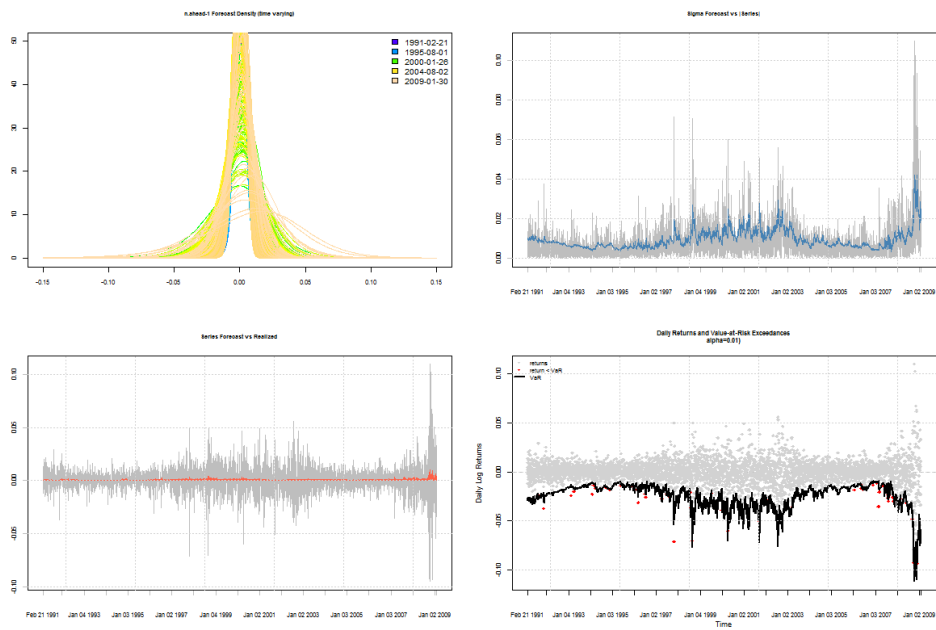 n.ahead-1 Forecast Density (time varying)
50
40
30
20
10
0
1991-02-21
1995-08-01
2000-01-26
2004-08-02
2009-01-30
-0.15 -0.10 -0.05 0.00 0.05 0.10 0.15
Sigma Forecast vs |Series|
0.10
0.08
0.06
0.04
0.02
0.00
Feb 21 1991 Jan 04 1993 Jan 03 1995 Jan 02 1997 Jan 04 1999 Jan 02 2001 Jan 02 2003 Jan 03 2005 Jan 03 2007 Jan 02 2009
Series Forecast vs Realized
0.10
0.05
0.00
-0.05
-0.10
Feb 21 1991 Jan 04 1993 Jan 03 1995 Jan 02 1997 Jan 04 1999 Jan 02 2001 Jan 02 2003 Jan 03 2005 Jan 03 2007 Jan 02 2009
Daily Returns and Value-at-Risk Exceedances
alpha=0.01)
returns
return < VaR
VaR
Daily Log Returns
0.10
0.05
0.00
-0.05
-0.10
Feb 21 1991 Jan 04 1993 Jan 03 1995 Jan 02 1997 Jan 04 1999 Jan 02 2001 Jan 02 2003 Jan 03 2005 Jan 03 2007 Jan 02 2009
Time